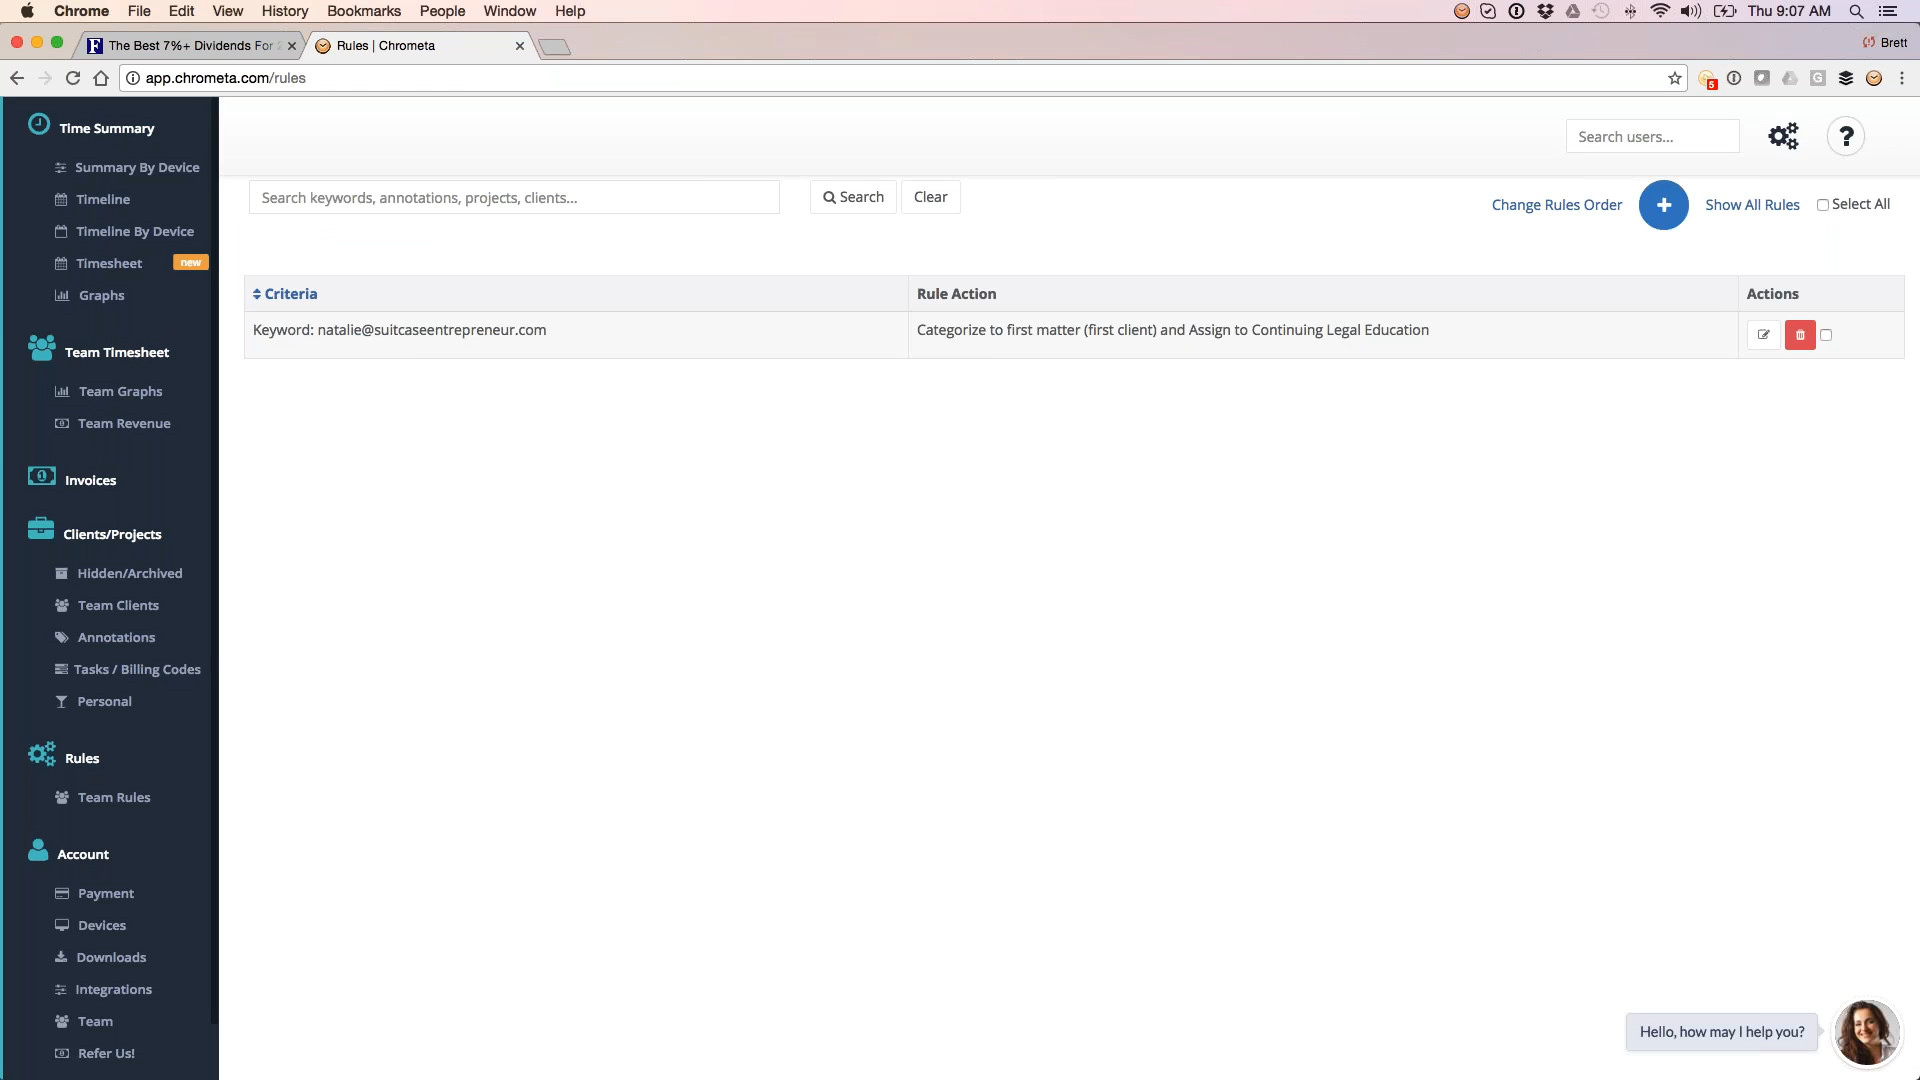 Chrome File Edit View History Bookmarks People Window Help Thu 9:07 AM
The Best 7%+ Dividends For
Rules | Chrometa
Brett
app.chrometa.com/rules
5
Time Summary
Summary By Device
Timeline
Timeline By Device
Timesheet new
Graphs
Team Timesheet
Team Graphs
Team Revenue
Invoices
Clients/Projects
Hidden/Archived
Team Clients
Annotations
Tasks / Billing Codes
Personal
Rules
Team Rules
Account
Payment
Devices
Downloads
Integrations
Team
Refer Us!
Search users...
?
Search keywords, annotations, projects, clients...
Search
Clear
Change Rules Order
+
Show All Rules
Select All
Criteria Rule Action Actions
Keyword: natalie@suitcaseentrepreneur.com Categorize to first matter (first client) and Assign to Continuing Legal Education
Hello, how may I help you?